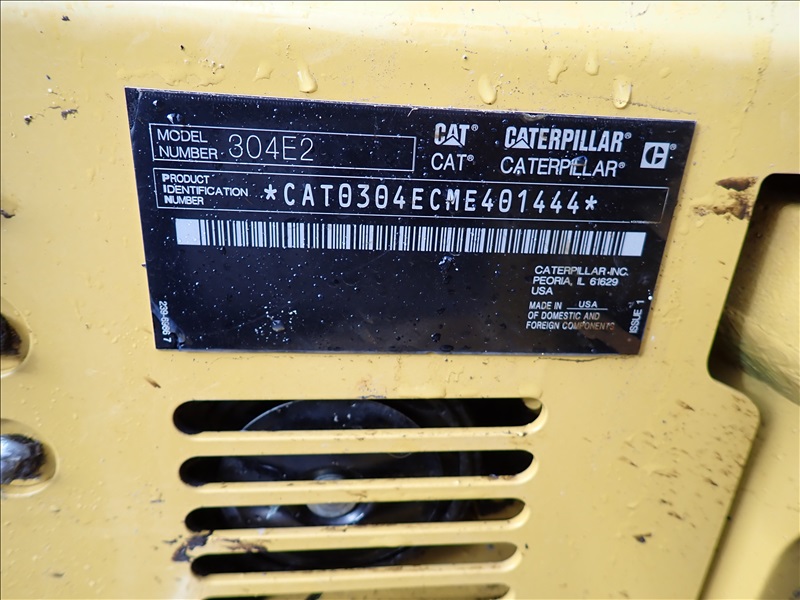 MODEL
NUMBER 304E2
CAT® CATERPILLAR®
CAT® CATERPILLAR®
C
PRODUCT
IDENTIFICATION
NUMBER
*CAT0304ECME401444*
CATERPILLAR INC.
PEORIA, IL 61629
USA
MADE IN USA
OF DOMESTIC AND
FOREIGN COMPONENTS
ISSUE 1